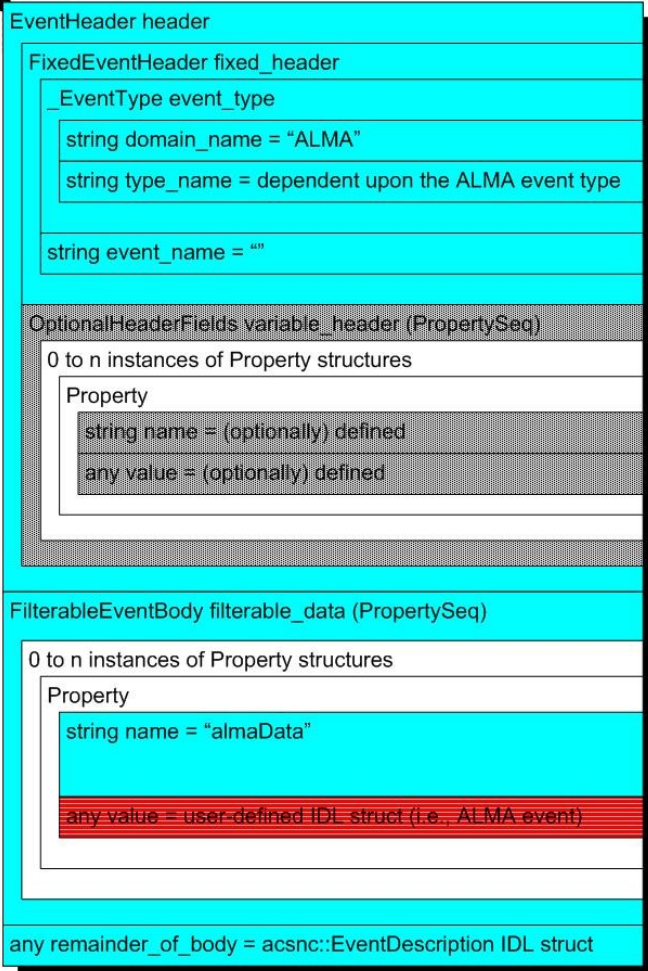 EventHeader header
FixedEventHeader fixed_header
_EventType event_type
string domain_name = “ALMA”
string type_name = dependent upon the ALMA event type
string event_name = “”
OptionalHeaderFields variable_header (PropertySeq)
0 to n instances of Property structures
Property
string name = (optionally) defined
any value = (optionally) defined
FilterableEventBody filterable_data (PropertySeq)
0 to n instances of Property structures
Property
string name = “almaData”
any value = user-defined IDL struct (i.e., ALMA event)
any remainder_of_body = acsnc::EventDescription IDL struct